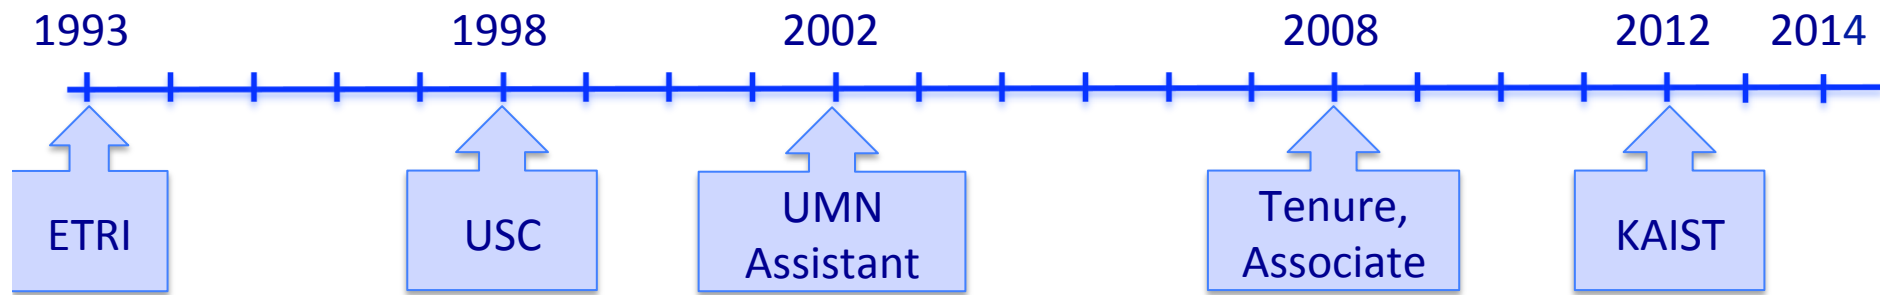 1993 1998 2002 2008 2012 2014
ETRI
USC
UMN
Assistant
Tenure,
Associate
KAIST